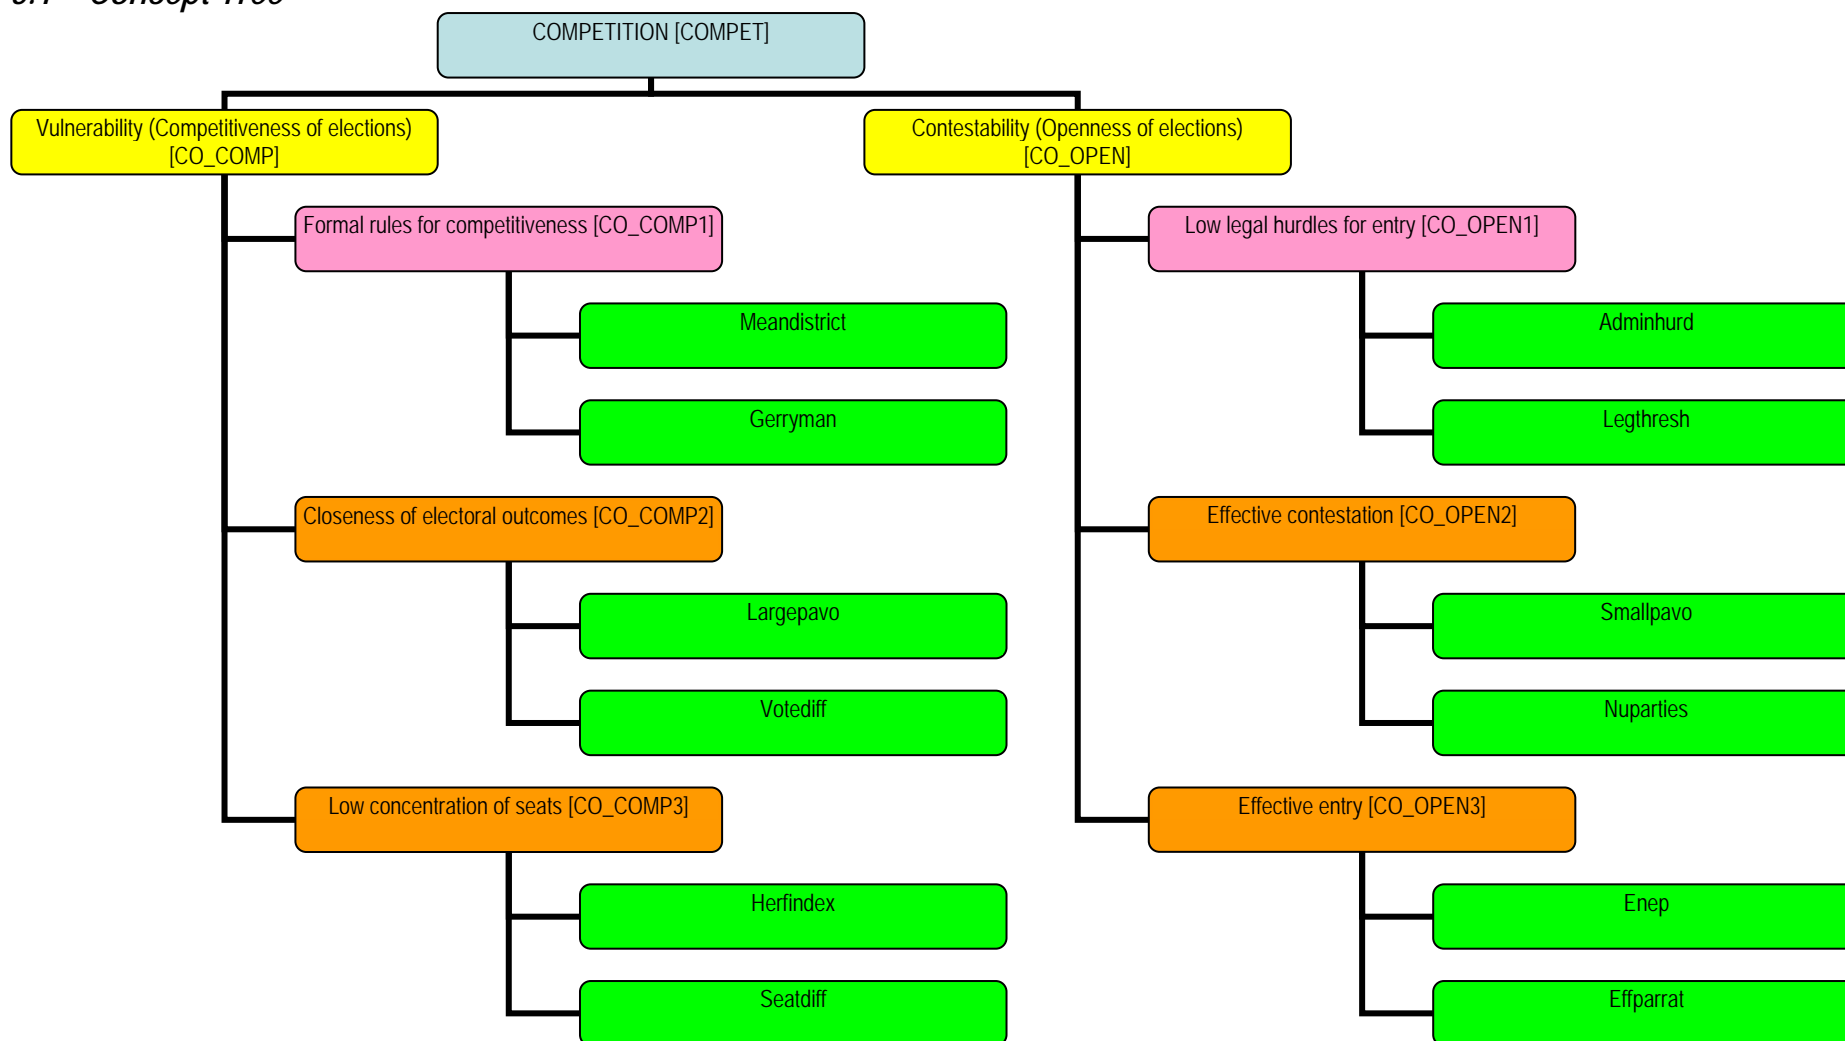 Concept Tree
COMPETITION [COMPET]
Vulnerability (Competitiveness of elections)
[CO_COMP]
Contestability (Openness of elections)
[CO_OPEN]
Formal rules for competitiveness [CO_COMP1]
Low legal hurdles for entry [CO_OPEN1]
Meandistrict
Adminhurd
Gerryman
Legthresh
Closeness of electoral outcomes [CO_COMP2]
Effective contestation [CO_OPEN2]
Largepavo
Smallpavo
Votediff
Nuparties
Low concentration of seats [CO_COMP3]
Effective entry [CO_OPEN3]
Herfindex
Enep
Seatdiff
Effparrat